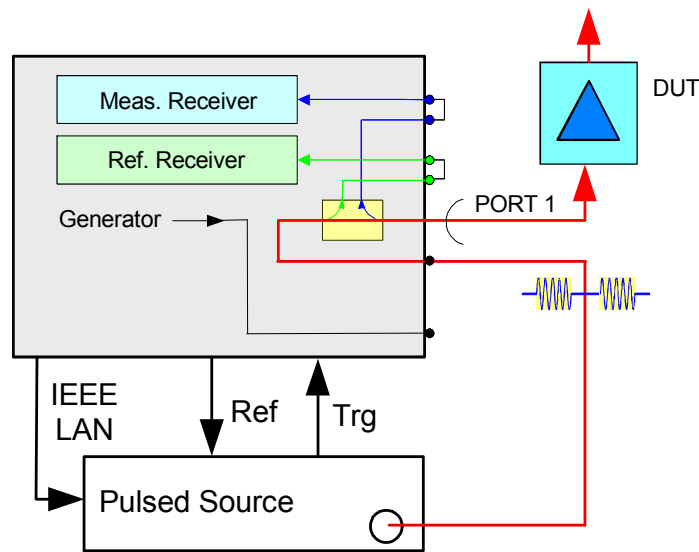 DUT
Meas. Receiver
Ref. Receiver
Generator
PORT 1
IEEE
LAN
Ref
Trg
Pulsed Source